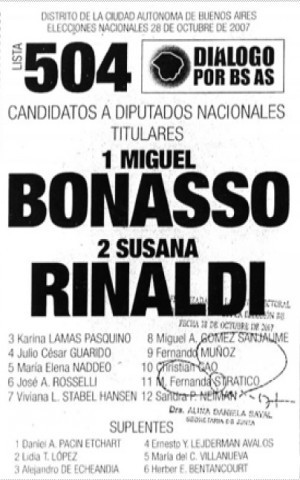 DISTRITO DE LA CIUDAD AUTONOMA DE BUENOS AIRES
ELECCIONES NACIONALES 28 DE OCTUBRE DE 2007
LISTA
504
DIALOGO
POR BS AS
CANDIDATOS A DIPUTADOS NACIONALES
TITULARES
1 MIGUEL
BONASSO
2 SUSANA
RINALDI
FECHA 28 DE OCTUBRE DE 2007
3 Karina LAMAS PASQUINO
4 Julio César GUARIDO
5 María Elena NADDEO
6 José A. ROSSELLI
7 Viviana L. STABEL HANSEN
8 Miguel A. GOMEZ SANJAUME
9 Fernando MUÑOZ
10 Christian CAO
11 M. Fernanda STRATICO
12 Sandra P. NEIMAN
Dra. ALINA DANIELA BAVAL
SECRETARIA DE JUNTA
SUPLENTES
1 Daniel A. PACIN ETCHART
2 Lidia T. LÓPEZ
3 Alejandro DE ECHEANDIA
4 Ernesto Y. LEJDERMAN AVALOS
5 María del C. VILLANUEVA
6 Herber E. BENTANCOURT